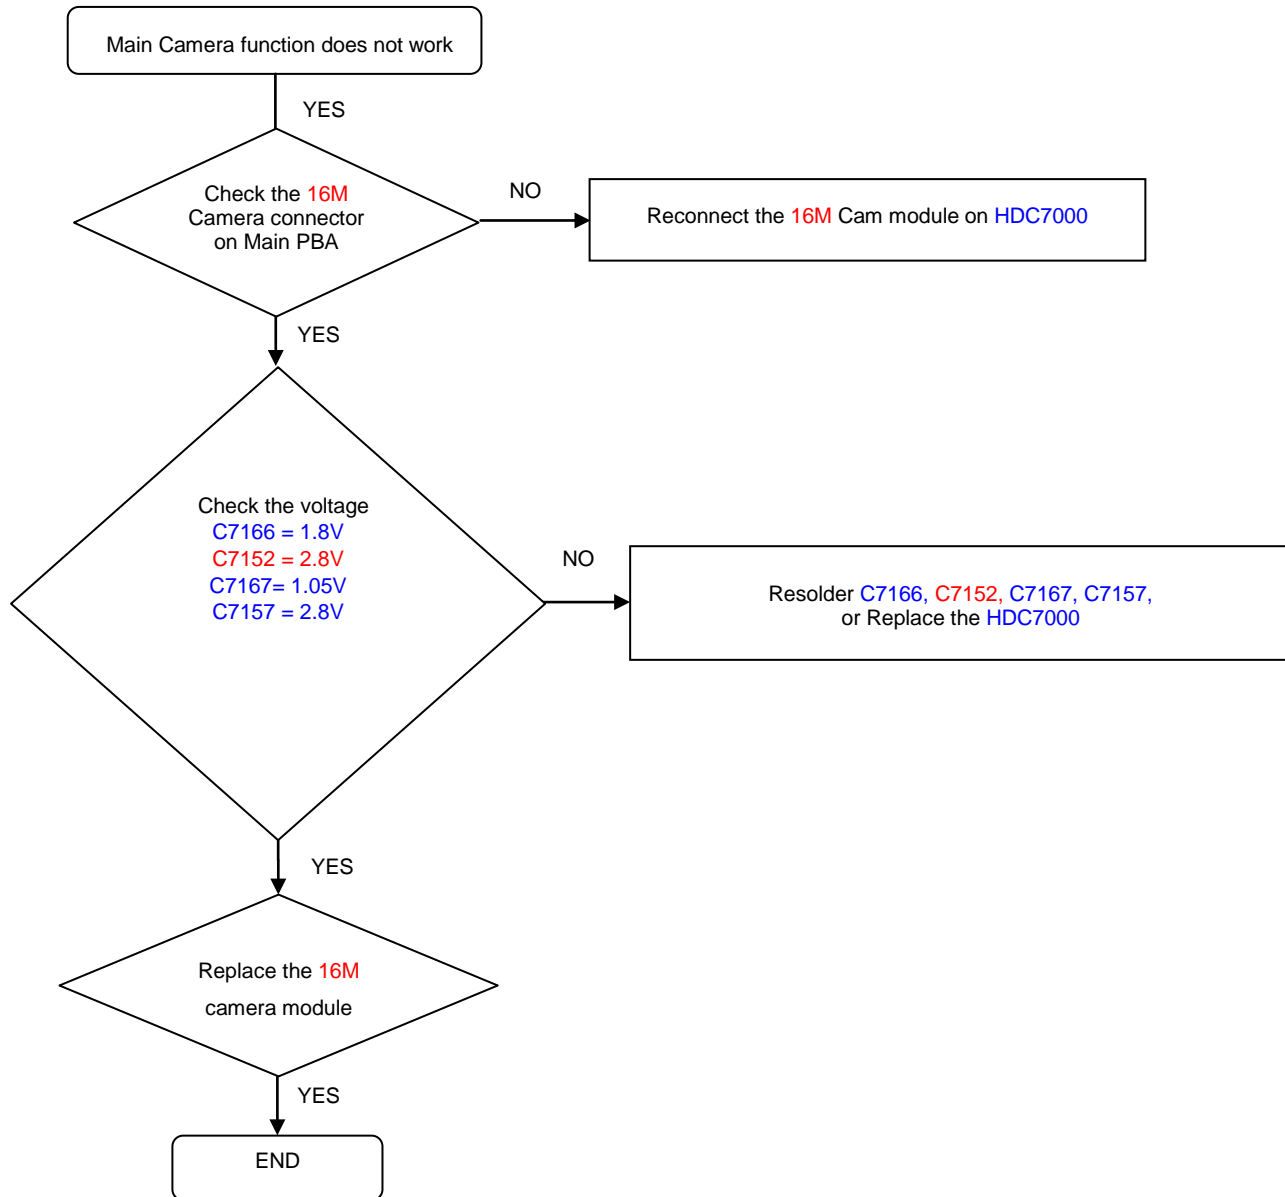 Main Camera function does not work
YES
Check the 16M
Camera connector
on Main PBA
NO
Reconnect the 16M Cam module on HDC7000
YES
Check the voltage
C7166 = 1.8V
C7152 = 2.8V
C7167= 1.05V
C7157 = 2.8V
NO
Resolder C7166, C7152, C7167, C7157,
or Replace the HDC7000
YES
Replace the 16M
camera module
YES
END